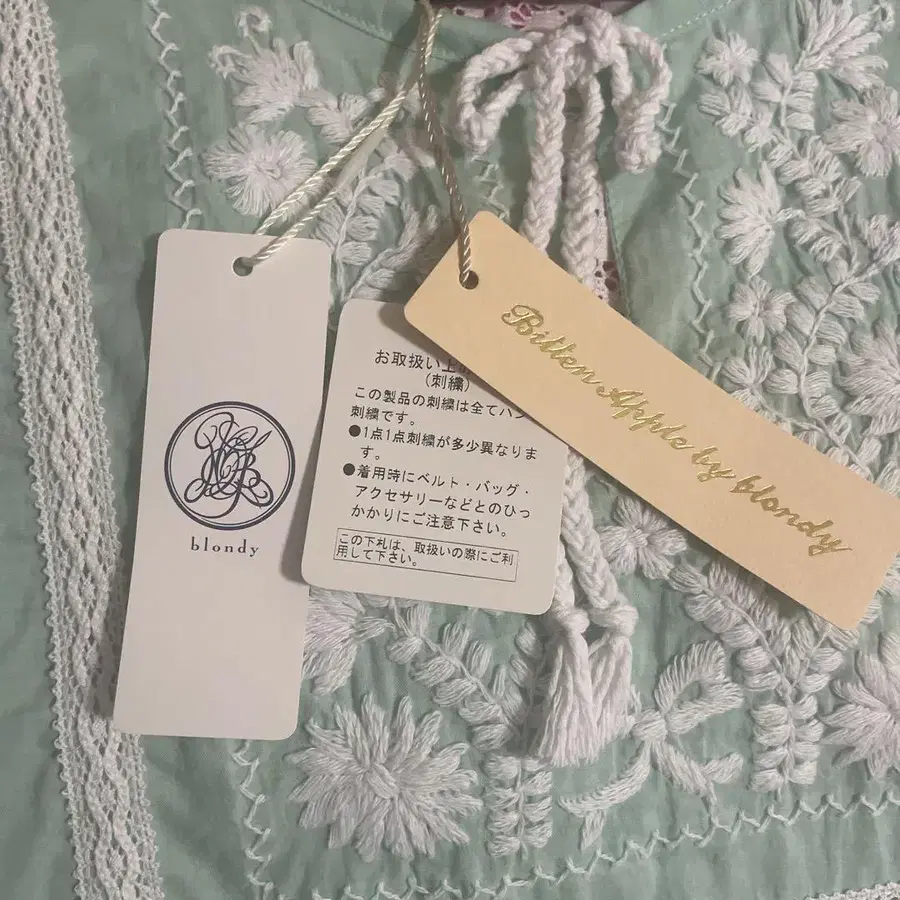 blondy
お取扱い上
（刺繍）
この製品の刺繍は全てハン
刺繍です。
●1点1点刺繍が多少異なりま
す。
●着用時にベルト・バッグ・
アクセサリーなどとのひっ
かかりにご注意下さい。
この下札は、取扱いの際にご利
用して下さい。
Bitten Apple by blondy